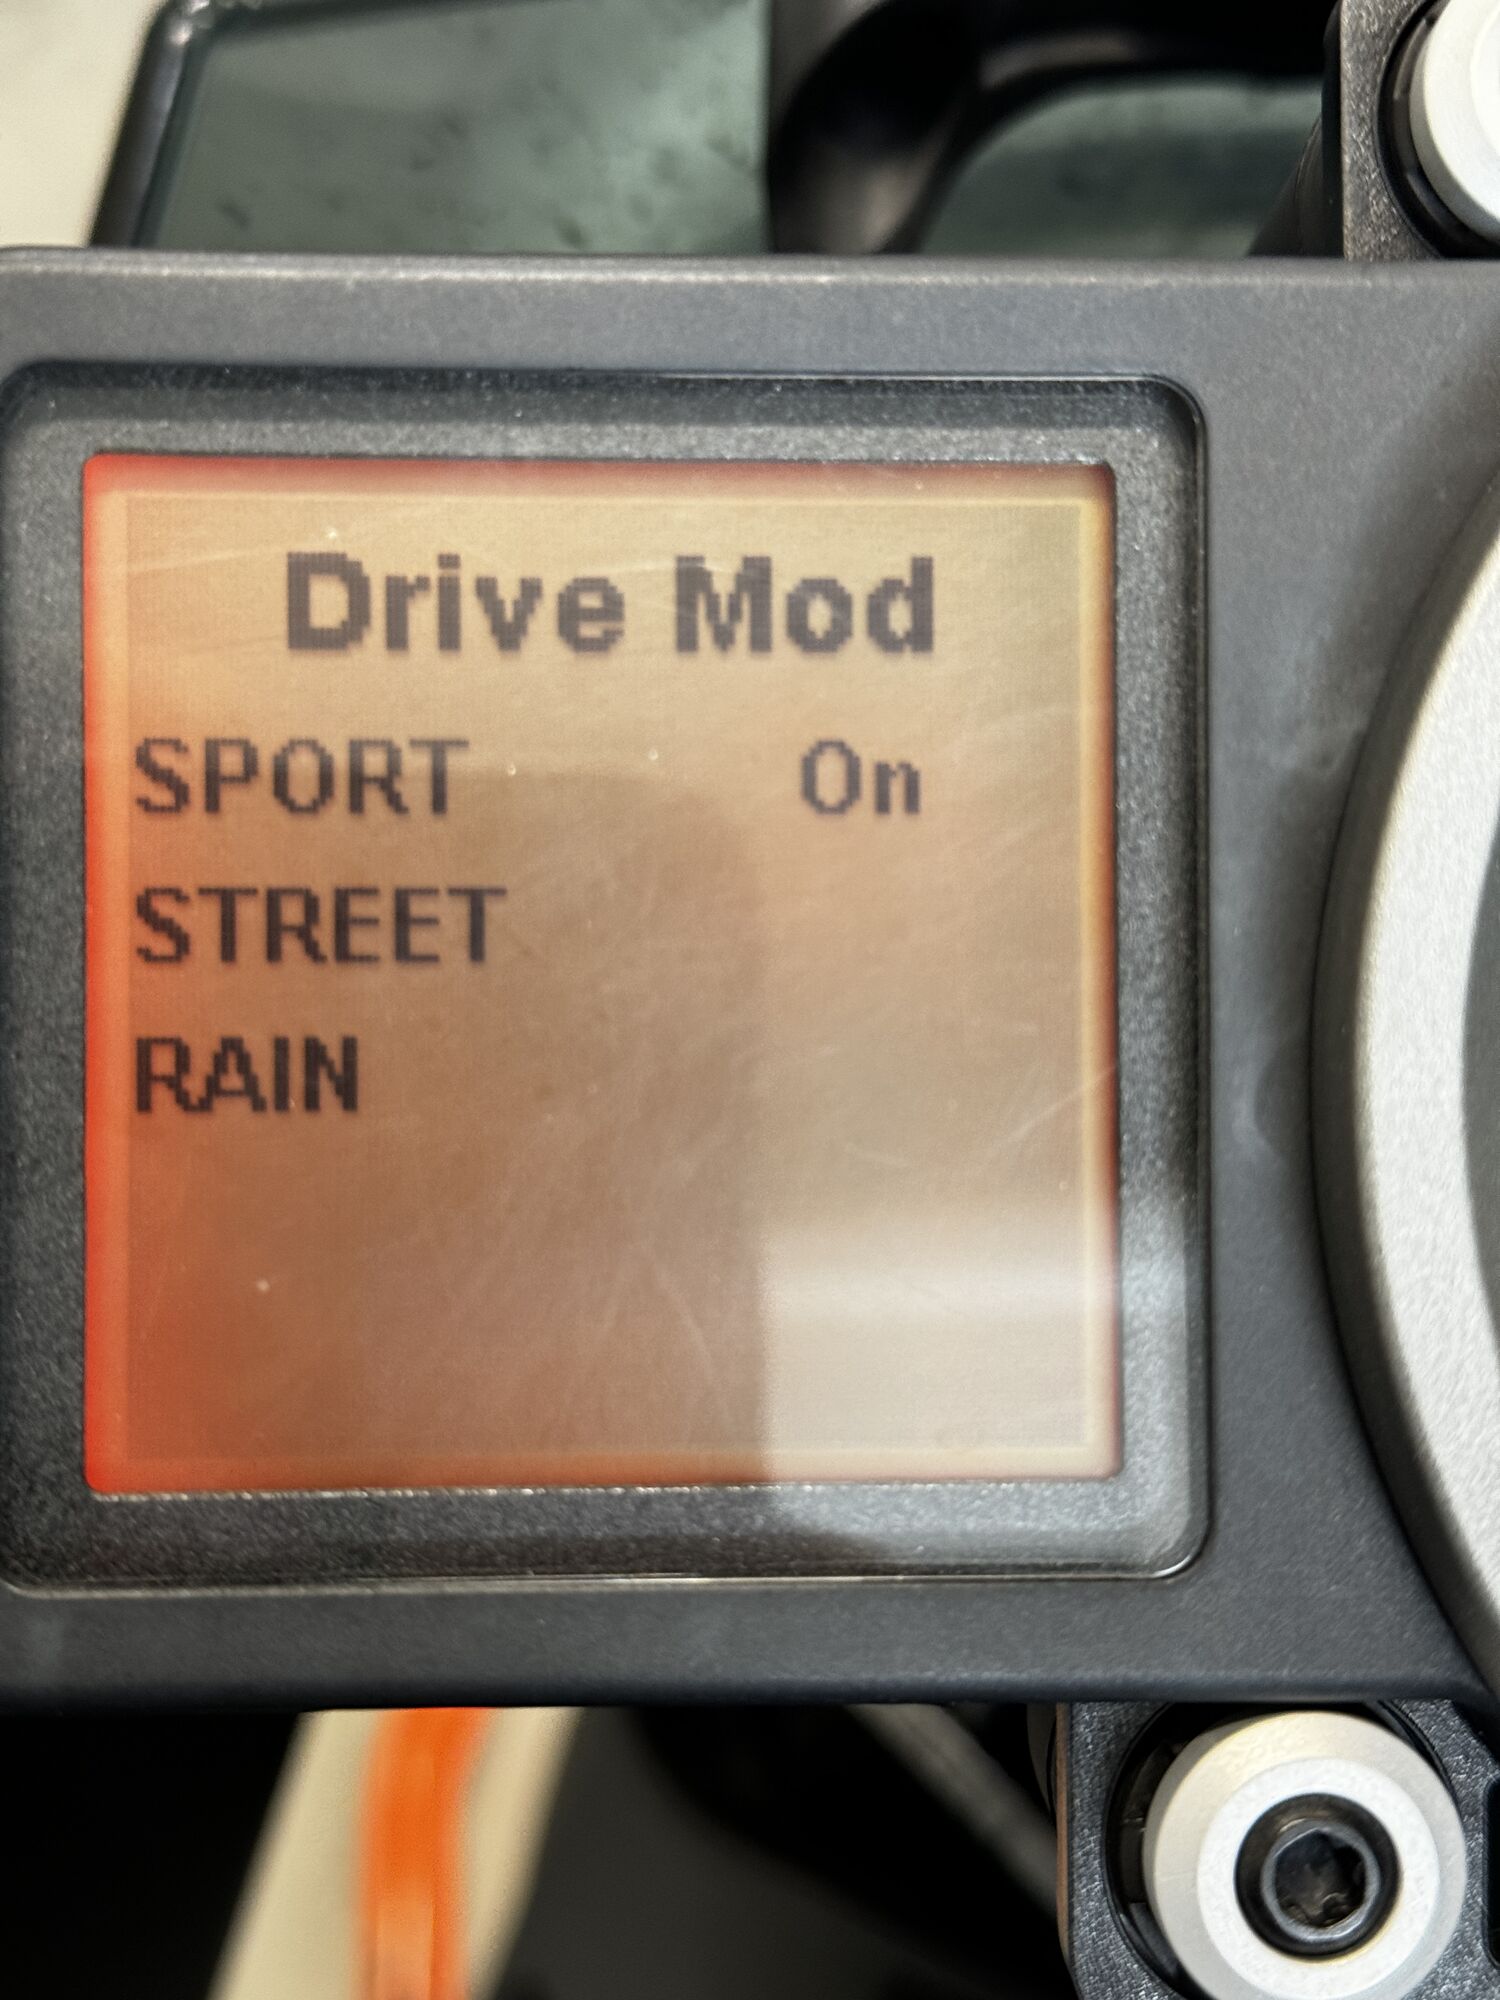 Drive Mod
SPORT On
STREET
RAIN